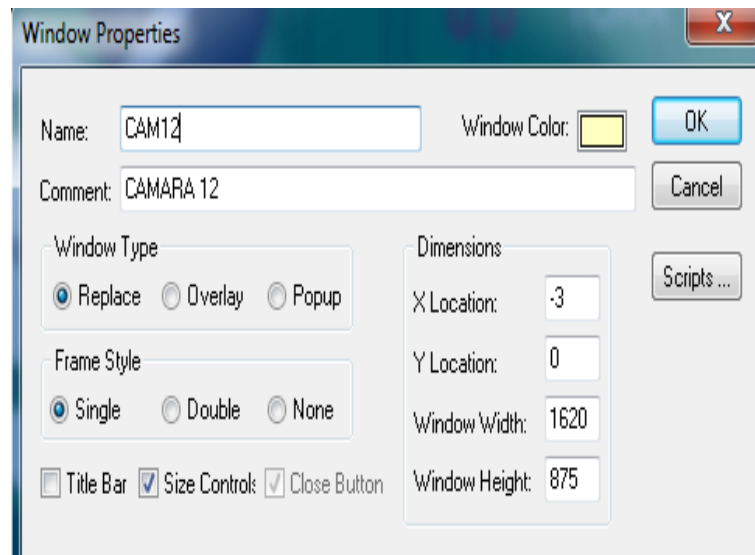 Window Properties
X
Name: CAM12 Window Color: OK
Comment: CAMARA 12 Cancel
Window Type Dimensions Scripts ...
Replace Overlay Popup X Location: -3
Frame Style Y Location: 0
Single Double None Window Width: 1620
Title Bar Size Controls Close Button Window Height: 875